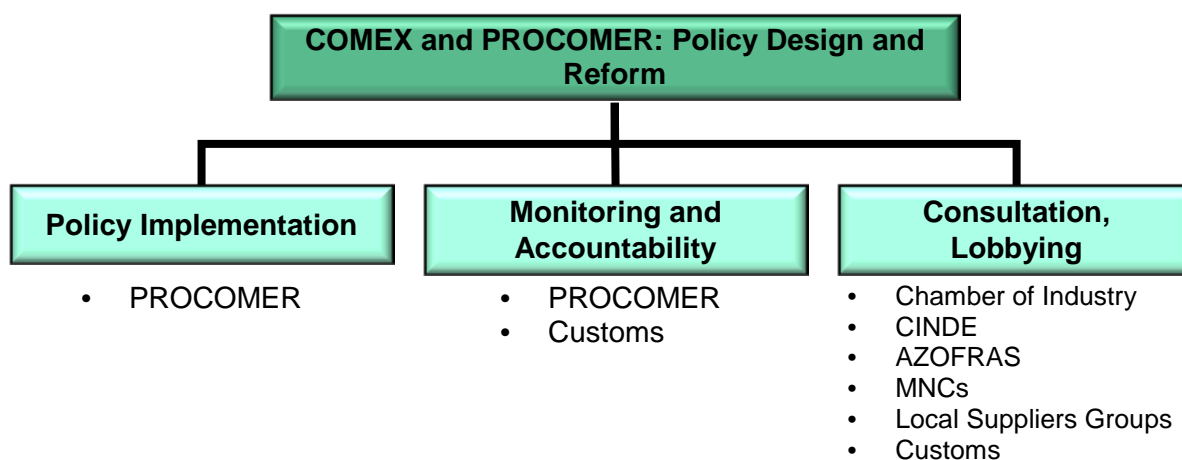 COMEX and PROCOMER: Policy Design and
Reform
Policy Implementation
• PROCOMER
Monitoring and
Accountability
• PROCOMER
• Customs
Consultation,
Lobbying
• Chamber of Industry
• CINDE
• AZOFRAS
• MNCs
• Local Suppliers Groups
• Customs